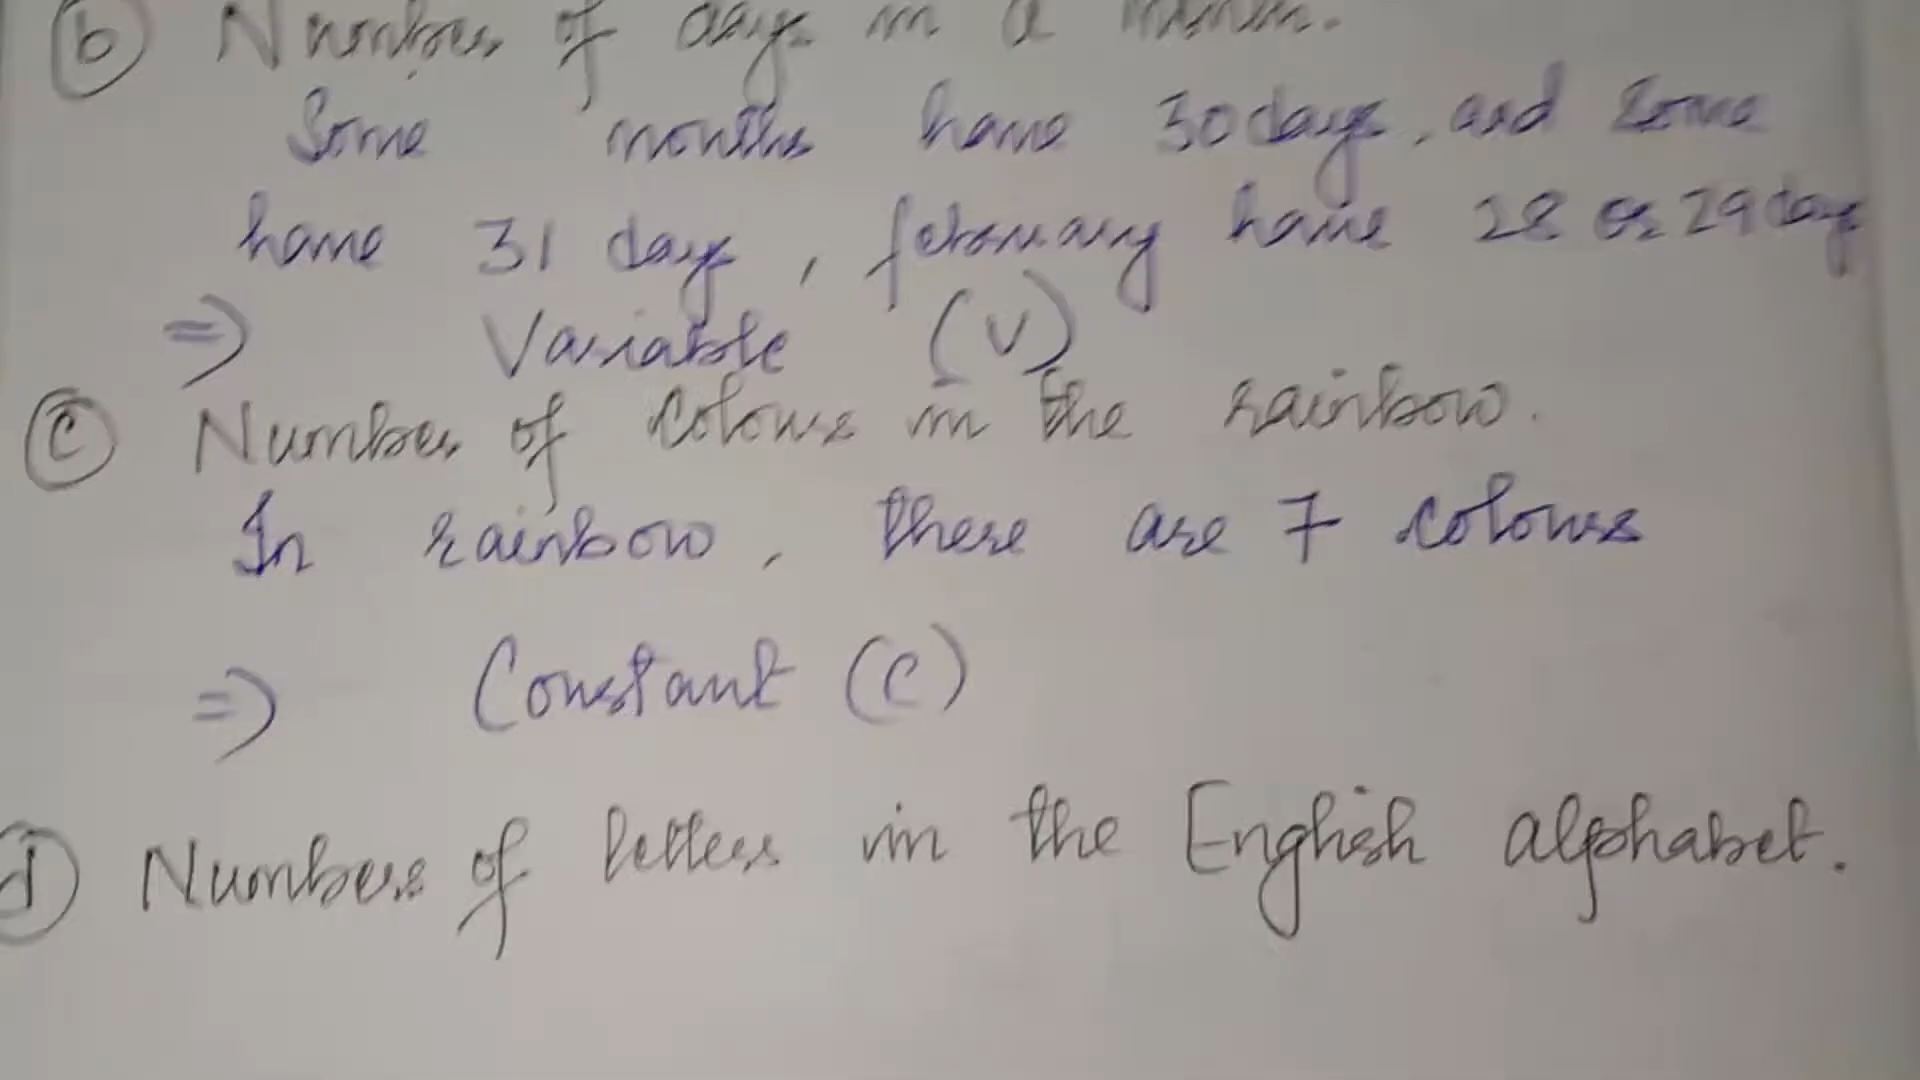 (b) Number of days in a month.
Some months have 30 days, and some
have 31 days, february have 28 or 29 days
=> Variable (V)
(c) Number of colours in the rainbow.
In rainbow, there are 7 colours
=> Constant (C)
(d) Numbers of letters in the English alphabet.